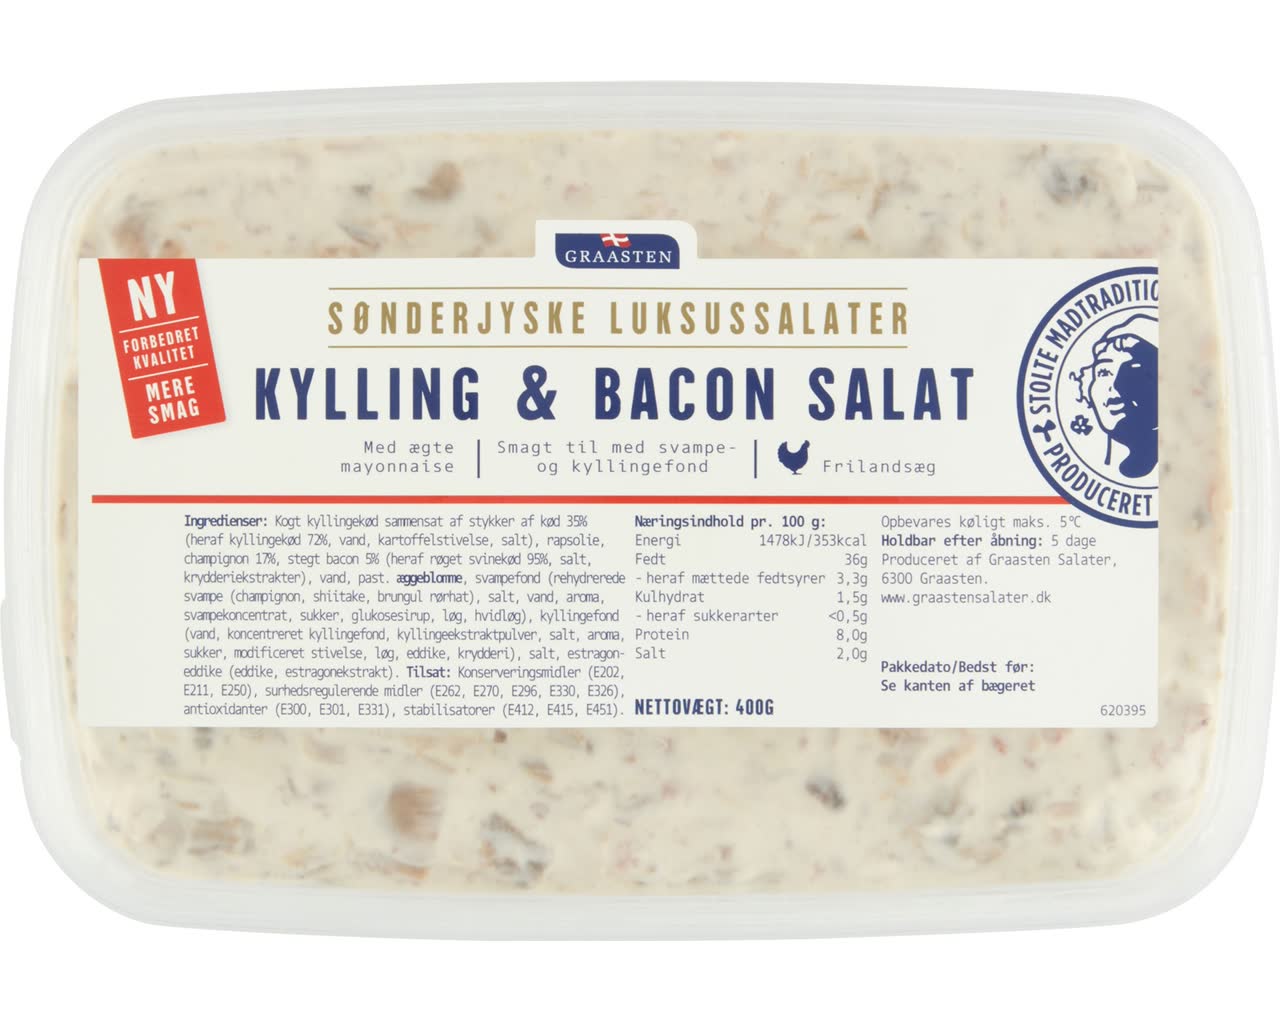 GRAASTEN
NY
FORBEDRET
KVALITET
MERE
SMAG
SØNDERJYSKE LUKSUSSALATER
KYLLING & BACON SALAT
Med ægte
mayonnaise
Smagt til med svampe-
og kyllingefond
Frilandsæg
STOLTE MADTRADITIO
PRODUCERET
Ingredienser: Kogt kyllingekød sammensat af stykker af kød 35%
(heraf kyllingekød 72%, vand, kartoffelstivelse, salt), rapsolie,
champignon 17%, stegt bacon 5% (heraf røget svinekød 95%, salt,
krydderiekstrakter), vand, past. æggeblomme, svampefond (rehydrerede
svampe (champignon, shiitake, brungul rørhat), salt, vand, aroma,
svampekoncentrat, sukker, glukosesirup, løg, hvidløg), kyllingefond
(vand, koncentreret kyllingefond, kyllingeekstraktpulver, salt, aroma,
sukker, modificeret stivelse, løg, eddike, krydderi), salt, estragon-
eddike (eddike, estragonekstrakt). Tilsat: Konserveringsmidler (E202,
E211, E250), surhedsregulerende midler (E262, E270, E296, E330, E326),
antioxidanter (E300, E301, E331), stabilisatorer (E412, E415, E451).
Næringsindhold pr. 100 g:
Energi 1478kJ/353kcal
Fedt 36g
- heraf mættede fedtsyrer 3,3g
Kulhydrat 1,5g
- heraf sukkerarter <0,5g
Protein 8,0g
Salt 2,0g
NETTOVÆGT: 400G
Opbevares køligt maks. 5°C
Holdbar efter åbning: 5 dage
Produceret af Graasten Salater,
6300 Graasten.
www.graastensalater.dk
Pakkedato/Bedst før:
Se kanten af bægeret
620395